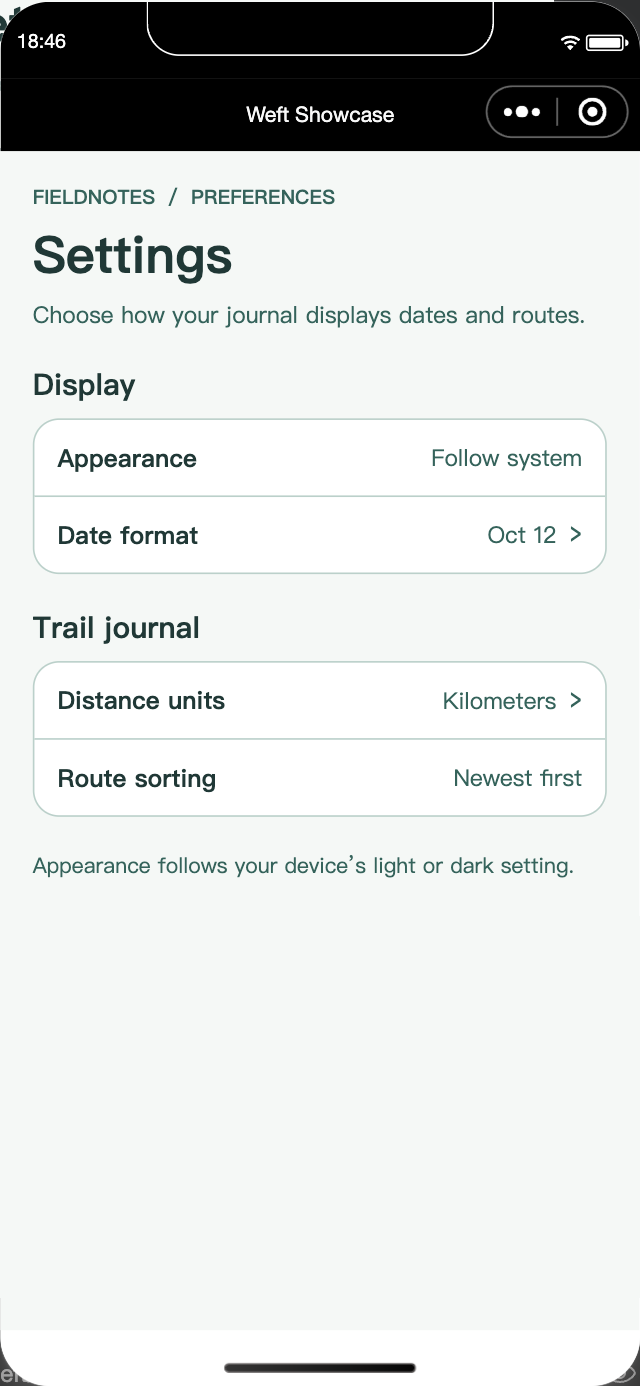 18:46
Weft Showcase
FIELDNOTES / PREFERENCES
Settings
Choose how your journal displays dates and routes.
Display
Appearance Follow system
Date format Oct 12 >
Trail journal
Distance units Kilometers >
Route sorting Newest first
Appearance follows your device’s light or dark setting.